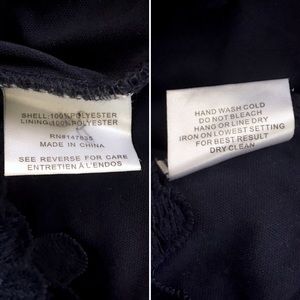 SHELL:100%POLYESTER
LINING:100%POLYESTER
RN#147835
MADE IN CHINA
SEE REVERSE FOR CARE
ENTRETIEN À L'ENDOS
HAND WASH COLD
DO NOT BLEACH
HANG OR LINE DRY
IRON ON LOWEST SETTING
FOR BEST RESULT
DRY CLEAN